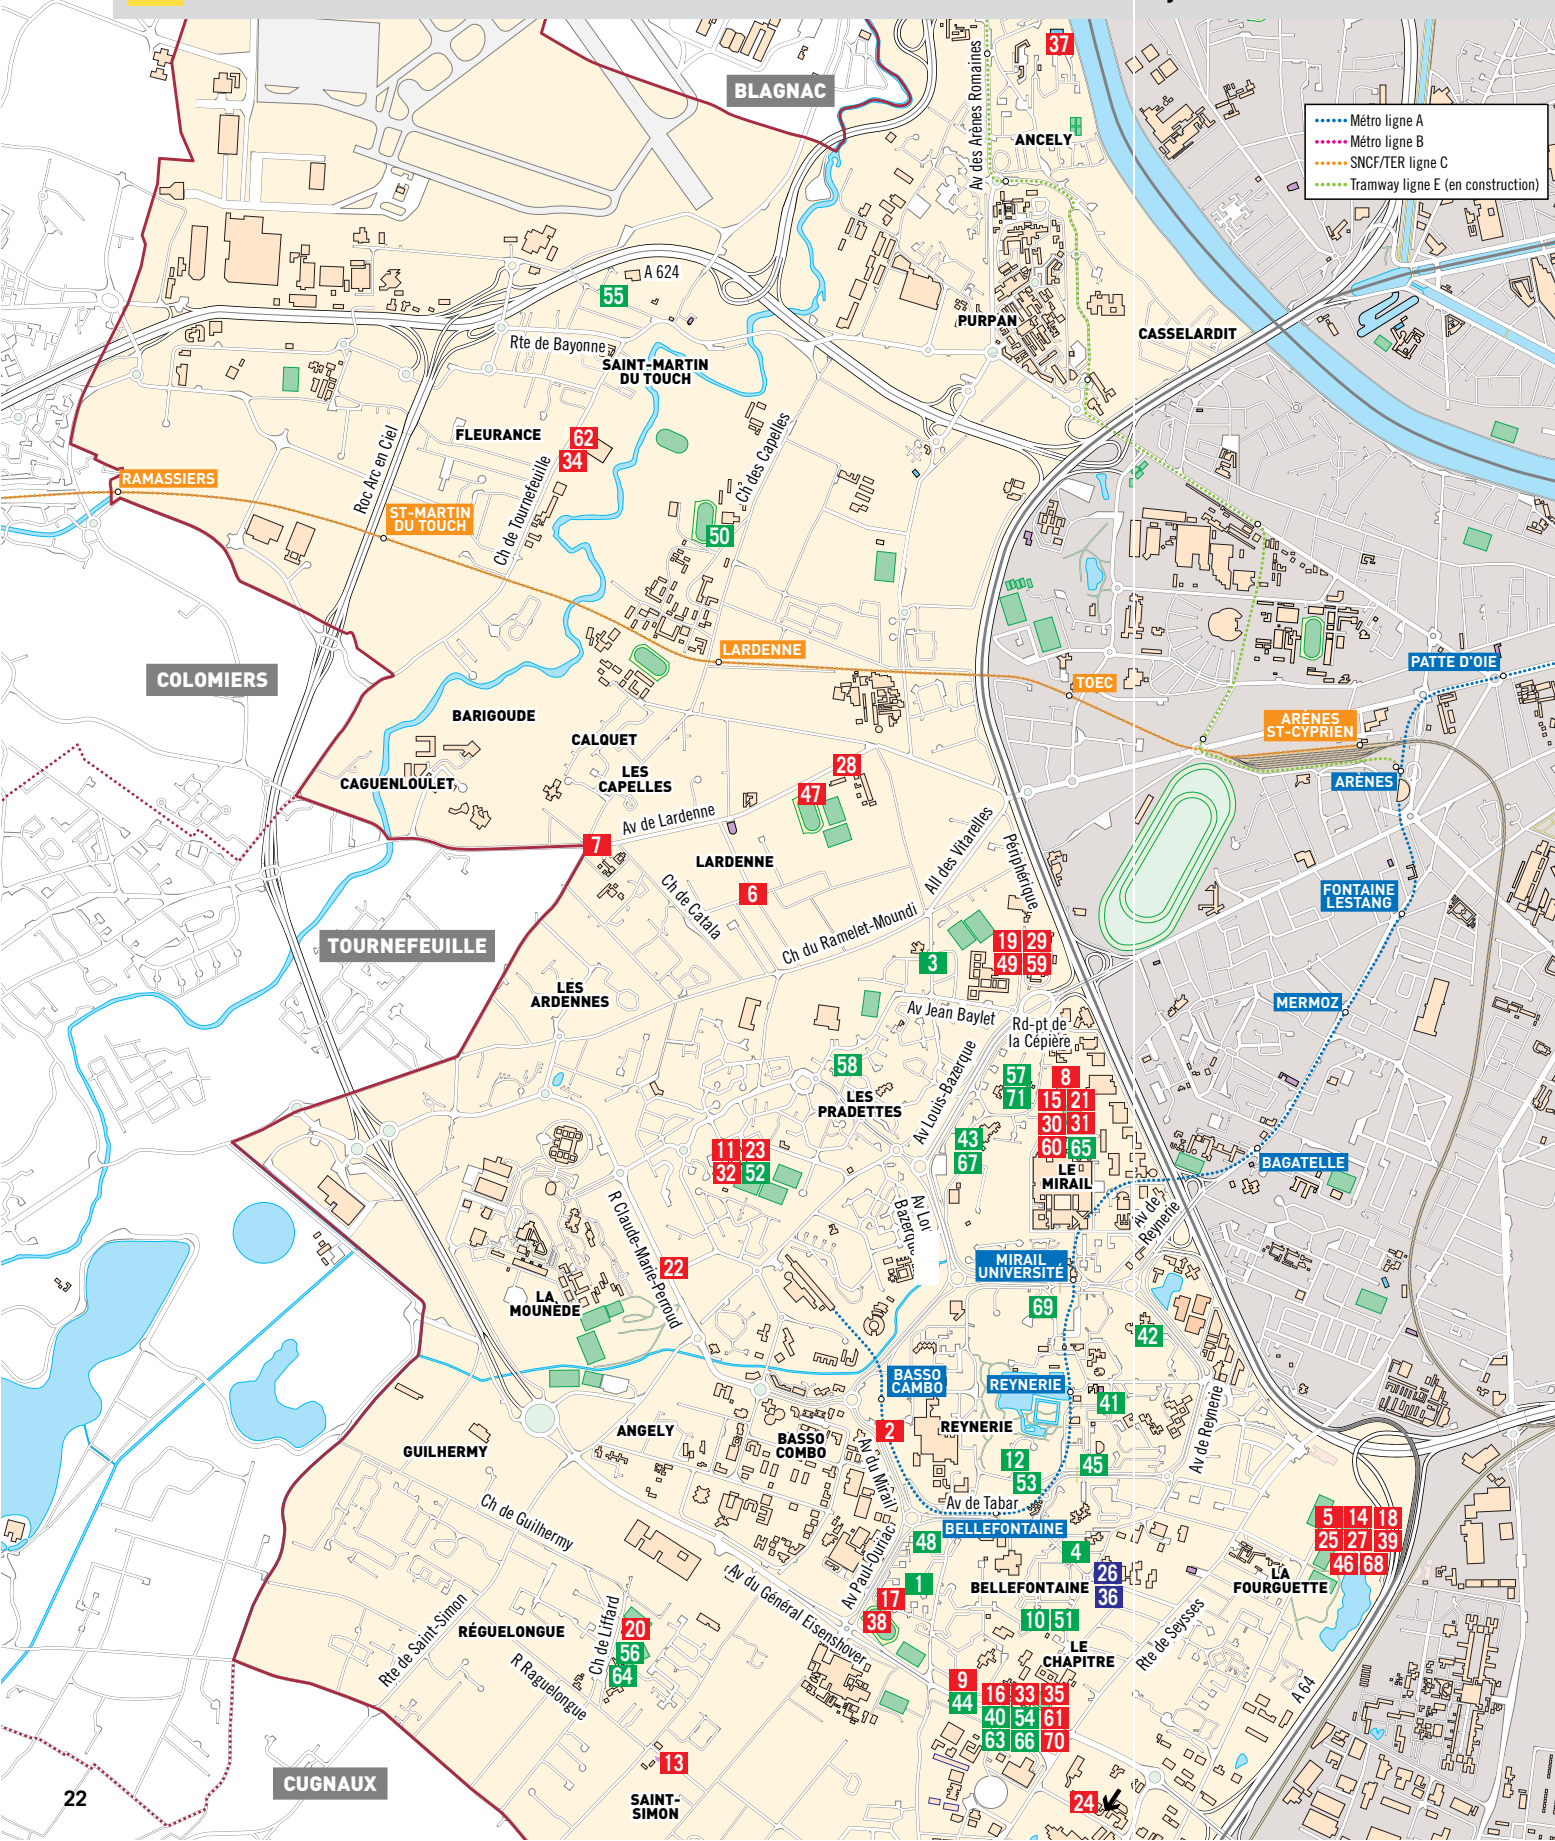 37
BLAGNAC
Av des Arènes Romaines
ANCELY
Métro ligne A
Métro ligne B
SNCF/TER ligne C
Tramway ligne E (en construction)
A 624
55
PURPAN
CASSELARDIT
Rte de Bayonne
SAINT-MARTIN
DU TOUCH
FLEURANCE
62
34
Roc Arc en Ciel
Ch de Tournefeuille
Ch des Capelles
RAMASSIERS
ST-MARTIN
DU TOUCH
50
LARDENNE
PATTE D'OIE
COLOMIERS
TOEC
BARIGOUDE
ARÈNES
ST-CYPRIEN
CALQUET
CAGUENLOULET
LES
CAPELLES
28
ARÈNES
47
Av de Lardenne
7
LARDENNE
All des Vitarelles
Périphérique
6
Ch de Catala
FONTAINE
LESTANG
Ch du Ramelet-Moundi
TOURNEFEUILLE
19 29
49 59
3
LES
ARDENNES
MERMOZ
Av Jean Baylet
Rd-pt de
la Cépière
58
57
71
8
15 21
30 31
60 65
LES
PRADETTES
Av Louis-Bazerque
43
67
11 23
32 52
LE
MIRAIL
BAGATELLE
Av de
Reynerie
R Claude-Marie-Perroud
22
MIRAIL
UNIVERSITÉ
LA
MOUNÈDE
69
42
BASSO
CAMBO
REYNERIE
41
2
REYNERIE
ANGELY
BASSO
COMBO
GUILHERMY
Av du Mirail
Av de Reynerie
12
53
45
Av de Tabar
Ch de Guilhermy
BELLEFONTAINE
5 14 18
25 27 39
46 68
48
4
Av Paul-Ouriac
Av du Général Eisenshover
1
BELLEFONTAINE
26
36
LA
FOURGUETTE
17
38
Rte de Saint-Simon
RÉGUELONGUE
Ch de Liffard
20
56
64
10 51
LE
CHAPITRE
Rte de Seysses
R Raguelongue
9
44
16 33 35
40 54 61
63 66 70
A 64
13
CUGNAUX
22
SAINT-
SIMON
24